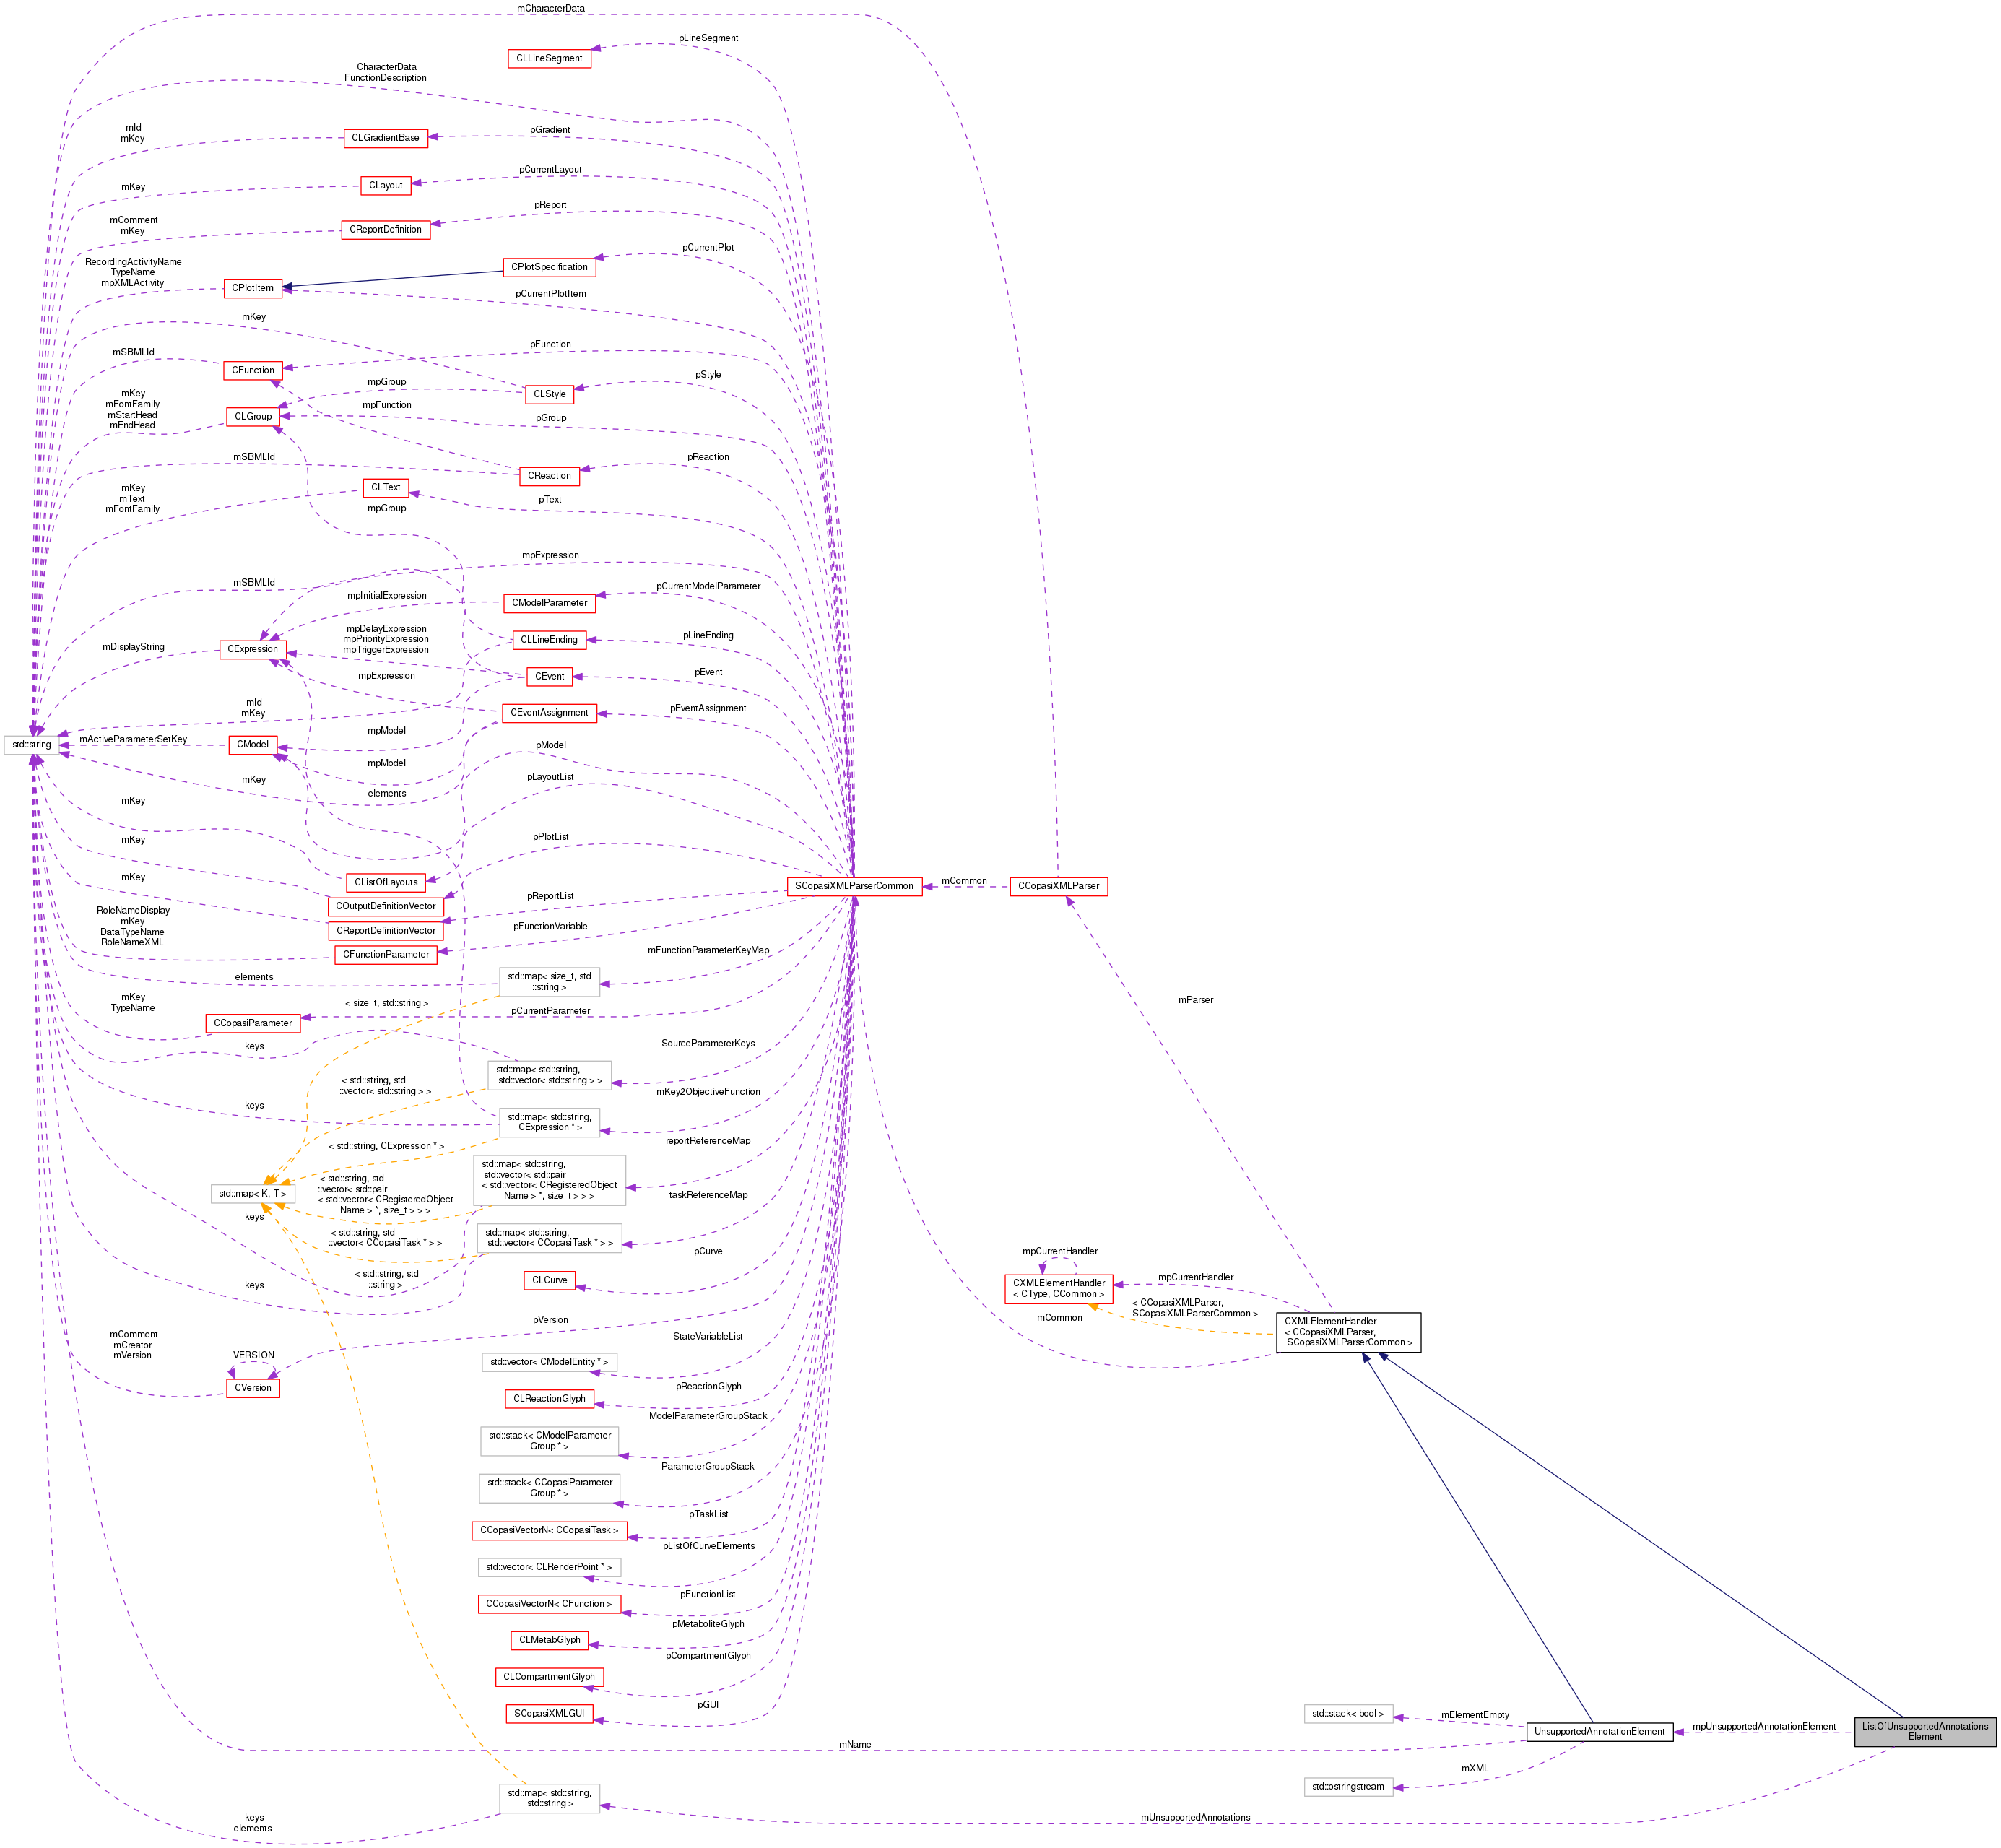 mCharacterData
pLineSegment
CLLineSegment
CharacterData
FunctionDescription
mId
mKey
CLGradientBase
pGradient
pCurrentLayout
mKey
CLayout
pReport
mComment
mKey
CReportDefinition
pCurrentPlot
RecordingActivityName
TypeName
mpXMLActivity
CPlotSpecification
CPlotItem
pCurrentPlotItem
mKey
pFunction
mSBMLId
CFunction
pStyle
mpGroup
CLStyle
mKey
mFontFamily
mStartHead
mEndHead
mpFunction
CLGroup
pGroup
mSBMLId
pReaction
CReaction
mKey
mText
mFontFamily
CLText
pText
mpGroup
mpExpression
mSBMLId
pCurrentModelParameter
mpInitialExpression
CModelParameter
mpDelayExpression
mpPriorityExpression
mpTriggerExpression
pLineEnding
CLLineEnding
mDisplayString
CExpression
mpExpression
pEvent
CEvent
mId
mKey
pEventAssignment
CEventAssignment
mpModel
std::string
mActiveParameterSetKey
CModel
pModel
mpModel
pLayoutList
mKey
elements
mKey
pPlotList
mKey
mKey
CListOfLayouts
SCopasiXMLParserCommon
mCommon
CCopasiXMLParser
pReportList
COutputDefinitionVector
RoleNameDisplay
mKey
DataTypeName
RoleNameXML
pFunctionVariable
CReportDefinitionVector
CFunctionParameter
mFunctionParameterKeyMap
elements
std::map< size_t, std
::string >
mKey
TypeName
< size_t, std::string >
mParser
pCurrentParameter
CCopasiParameter
keys
SourceParameterKeys
std::map< std::string,
std::vector< std::string > >
< std::string, std
::vector< std::string > >
mKey2ObjectiveFunction
keys
std::map< std::string,
CExpression * >
< std::string, CExpression * >
reportReferenceMap
std::map< std::string,
std::vector< std::pair
< std::vector< CRegisteredObject
Name > *, size_t > > >
std::map< K, T >
< std::string, std
::vector< std::pair
< std::vector< CRegisteredObject
Name > *, size_t > > >
taskReferenceMap
keys
< std::string, std
::vector< CCopasiTask * > >
std::map< std::string,
std::vector< CCopasiTask * > >
pCurve
mpCurrentHandler
< std::string, std
::string >
keys
CLCurve
CXMLElementHandler
< CType, CCommon >
mpCurrentHandler
< CCopasiXMLParser,
SCopasiXMLParserCommon >
mCommon
CXMLElementHandler
< CCopasiXMLParser,
SCopasiXMLParserCommon >
pVersion
mComment
mCreator
mVersion
VERSION
CVersion
StateVariableList
std::vector< CModelEntity * >
pReactionGlyph
CLReactionGlyph
ModelParameterGroupStack
std::stack< CModelParameter
Group * >
ParameterGroupStack
std::stack< CCopasiParameter
Group * >
pTaskList
CCopasiVectorN< CCopasiTask >
pListOfCurveElements
std::vector< CLRenderPoint * >
pFunctionList
CCopasiVectorN< CFunction >
pMetaboliteGlyph
CLMetabGlyph
pCompartmentGlyph
CLCompartmentGlyph
pGUI
SCopasiXMLGUI
std::stack< bool >
mElementEmpty
UnsupportedAnnotationElement
mpUnsupportedAnnotationElement
ListOfUnsupportedAnnotations
Element
mName
mXML
std::ostringstream
std::map< std::string,
std::string >
keys
elements
mUnsupportedAnnotations